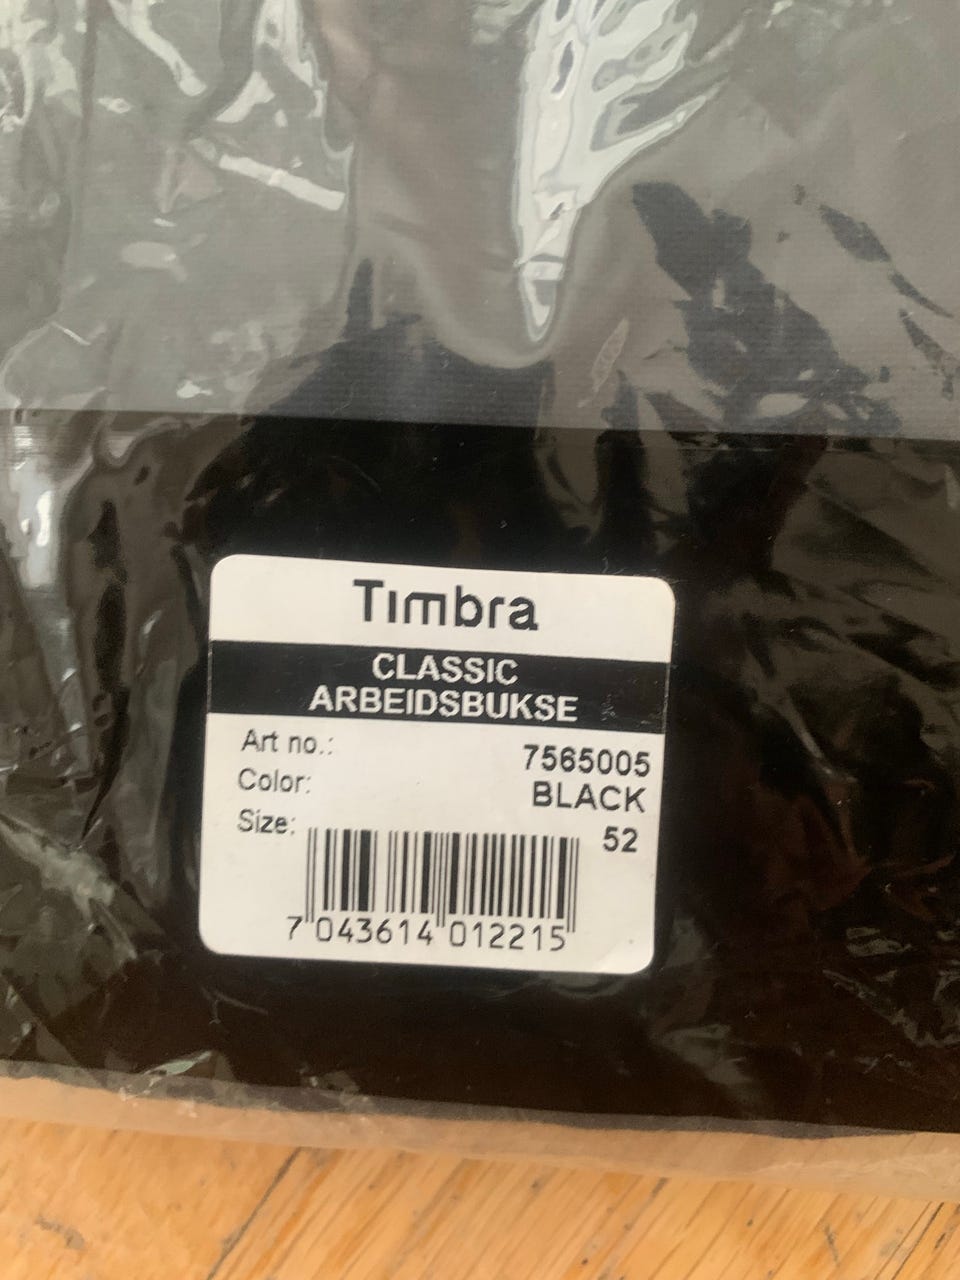 Timbra
CLASSIC
ARBEIDSBUKSE
Art no.: 7565005
Color: BLACK
Size: 52
7 043614 012215